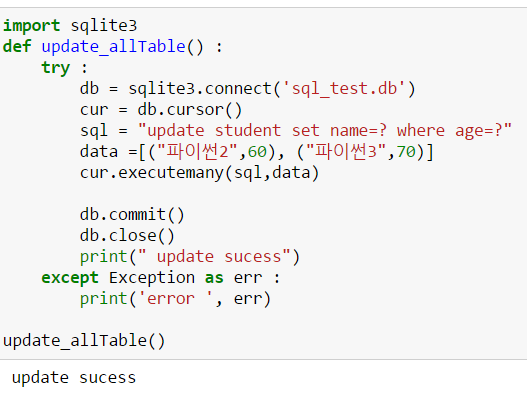 import sqlite3
def update_allTable() :
    try :
        db = sqlite3.connect('sql_test.db')
        cur = db.cursor()
        sql = "update student set name=? where age=?"
        data =[("파이썬2",60), ("파이썬3",70)]
        cur.executemany(sql,data)

        db.commit()
        db.close()
        print(" update sucess")
    except Exception as err :
        print('error ', err)

update_allTable()
 update sucess